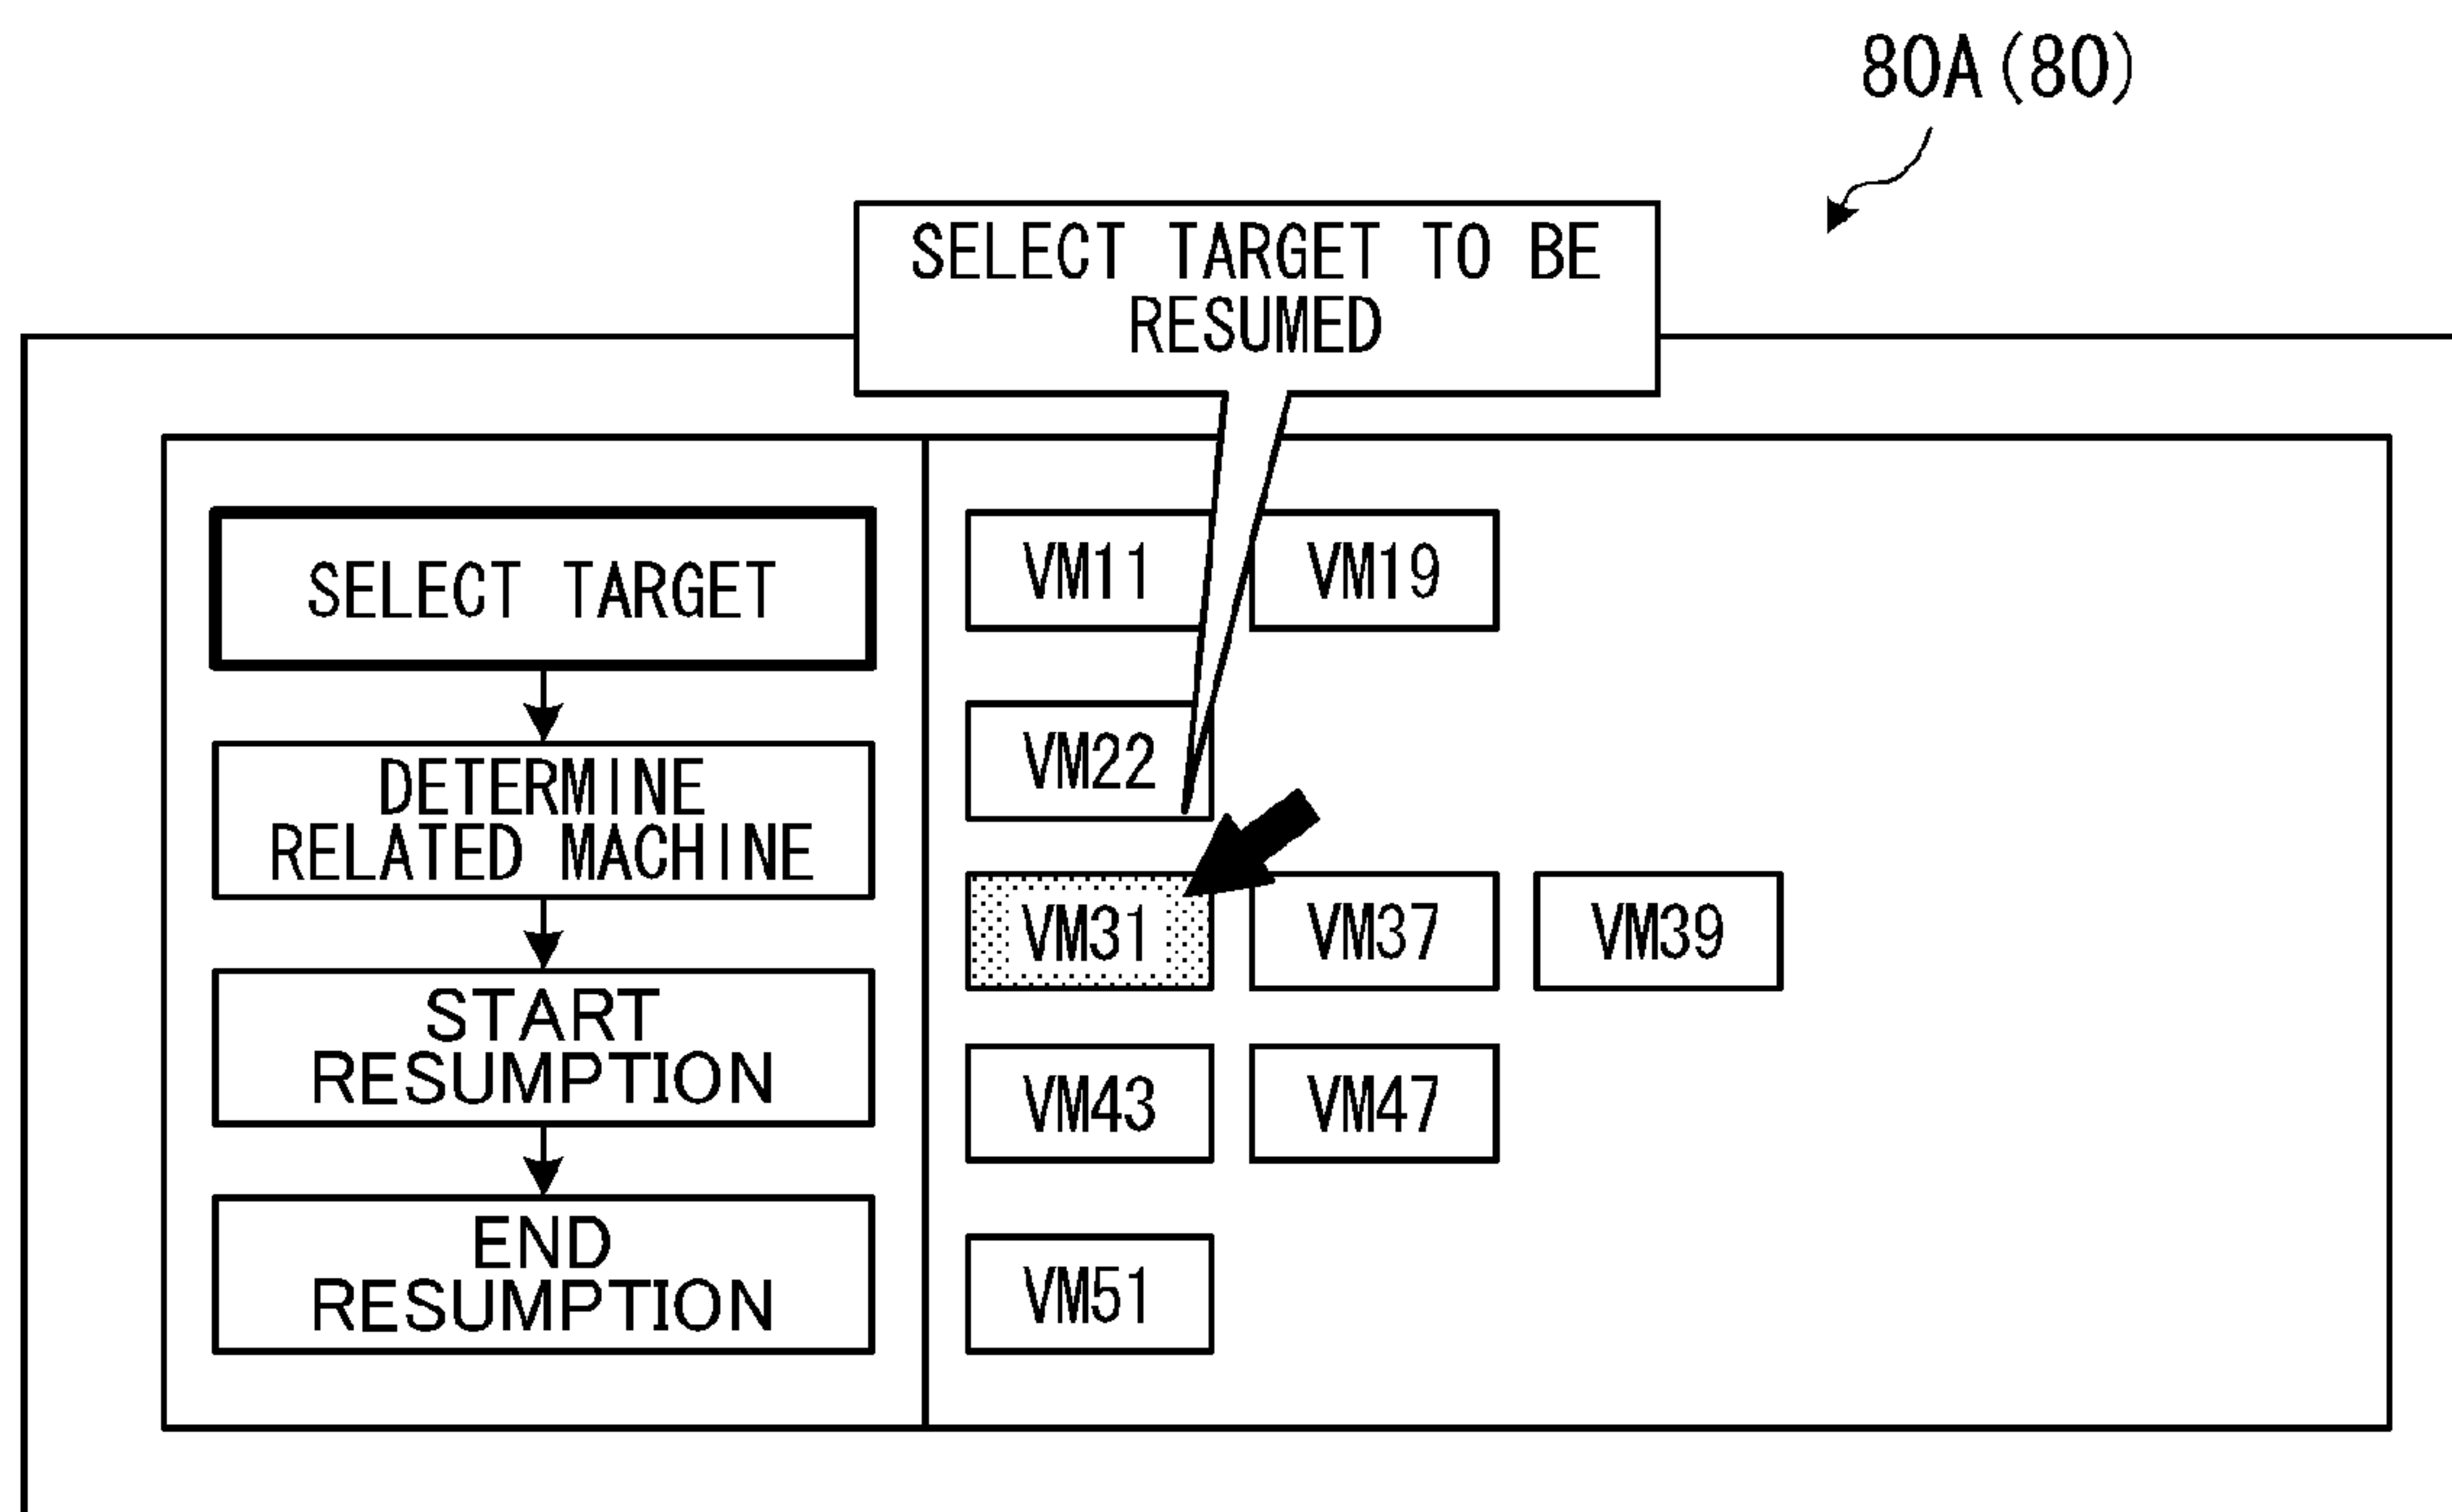 80A(80)
SELECT TARGET TO BE
RESUMED
SELECT TARGET
DETERMINE
RELATED MACHINE
START
RESUMPTION
END
RESUMPTION
VM11 VM19
VM22
VM31 VM37 VM39
VM43 VM47
VM51